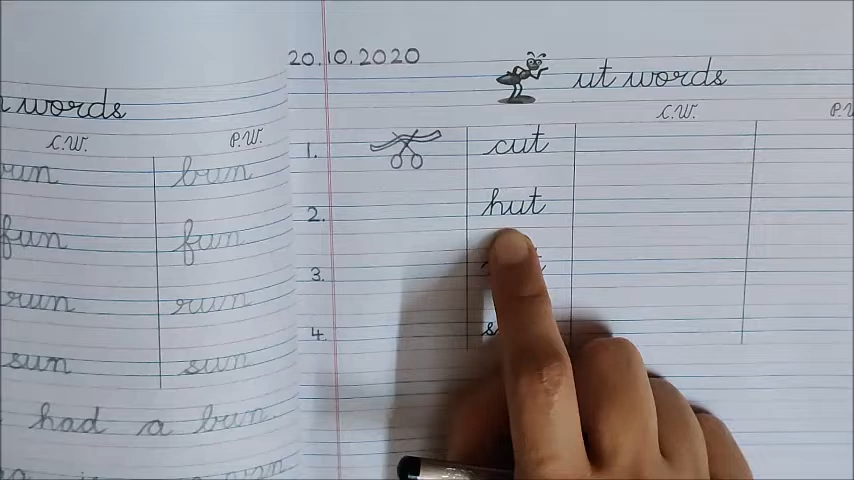 words
C.W. P.W.
run bun
fun fun
run run
sun sun
had a bun
20.10.2020
ut words
C.W. P.W.
1. cut
2. hut
3.
4.